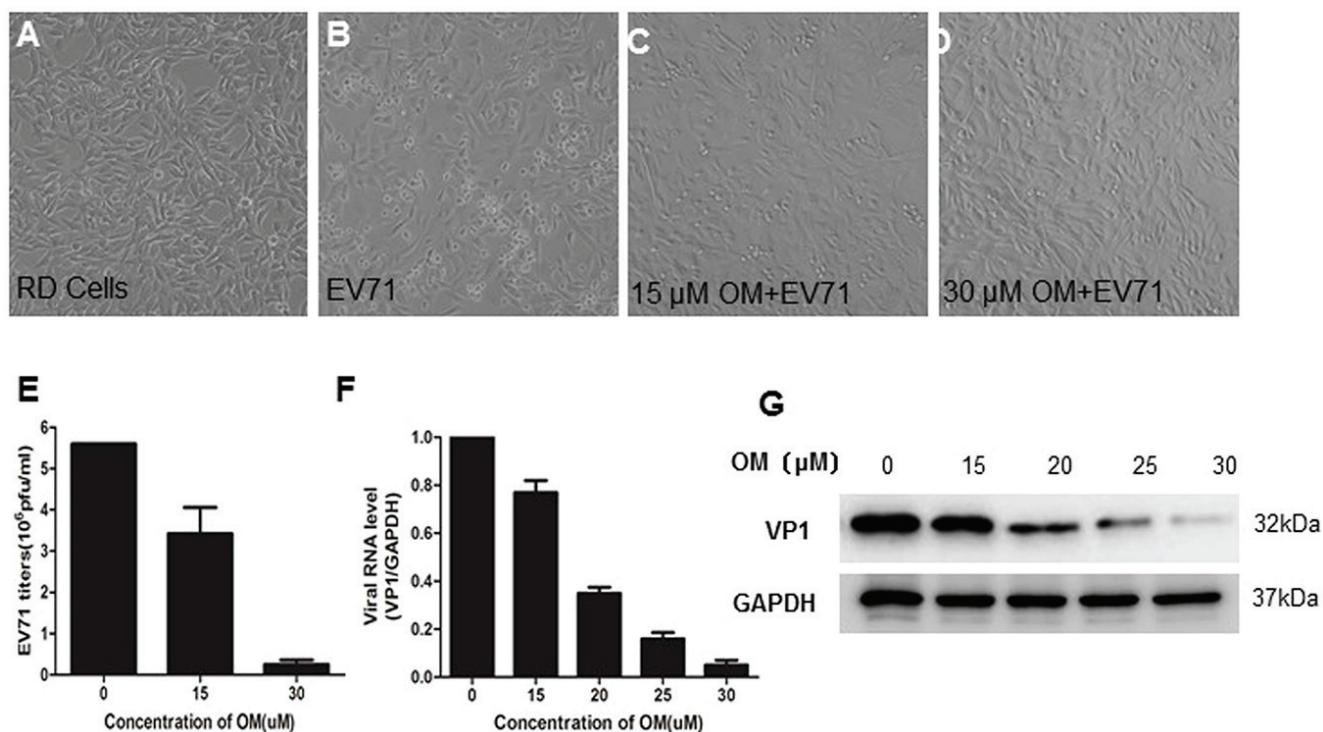 A
RD Cells
B
EV71
C
15 µM OM+EV71
D
30 µM OM+EV71
E
EV71 titers(10⁶pfu/ml)
6
5
4
3
2
1
0
0 15 30
Concentration of OM(uM)
F
Viral RNA level
(VP1/GAPDH)
1.0
0.8
0.6
0.4
0.2
0.0
0 15 20 25 30
Concentration of OM(uM)
G
OM (µM) 0 15 20 25 30
VP1 32kDa
GAPDH 37kDa